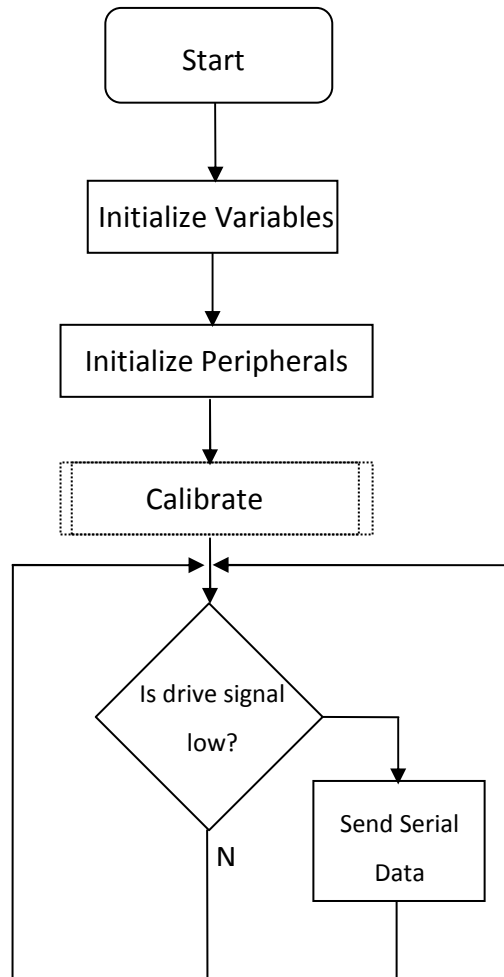 Start
Initialize Variables
Initialize Peripherals
Calibrate
Is drive signal
low?
Send Serial
Data
N